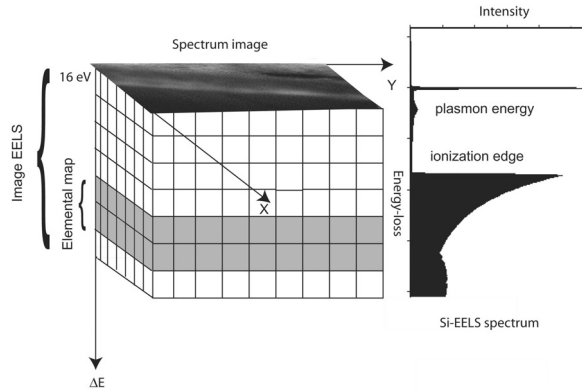 Intensity
Spectrum image
16 eV
Y
plasmon energy
ionization edge
Image EELS
Elemental map
X
Energy-loss
Si-EELS spectrum
ΔE